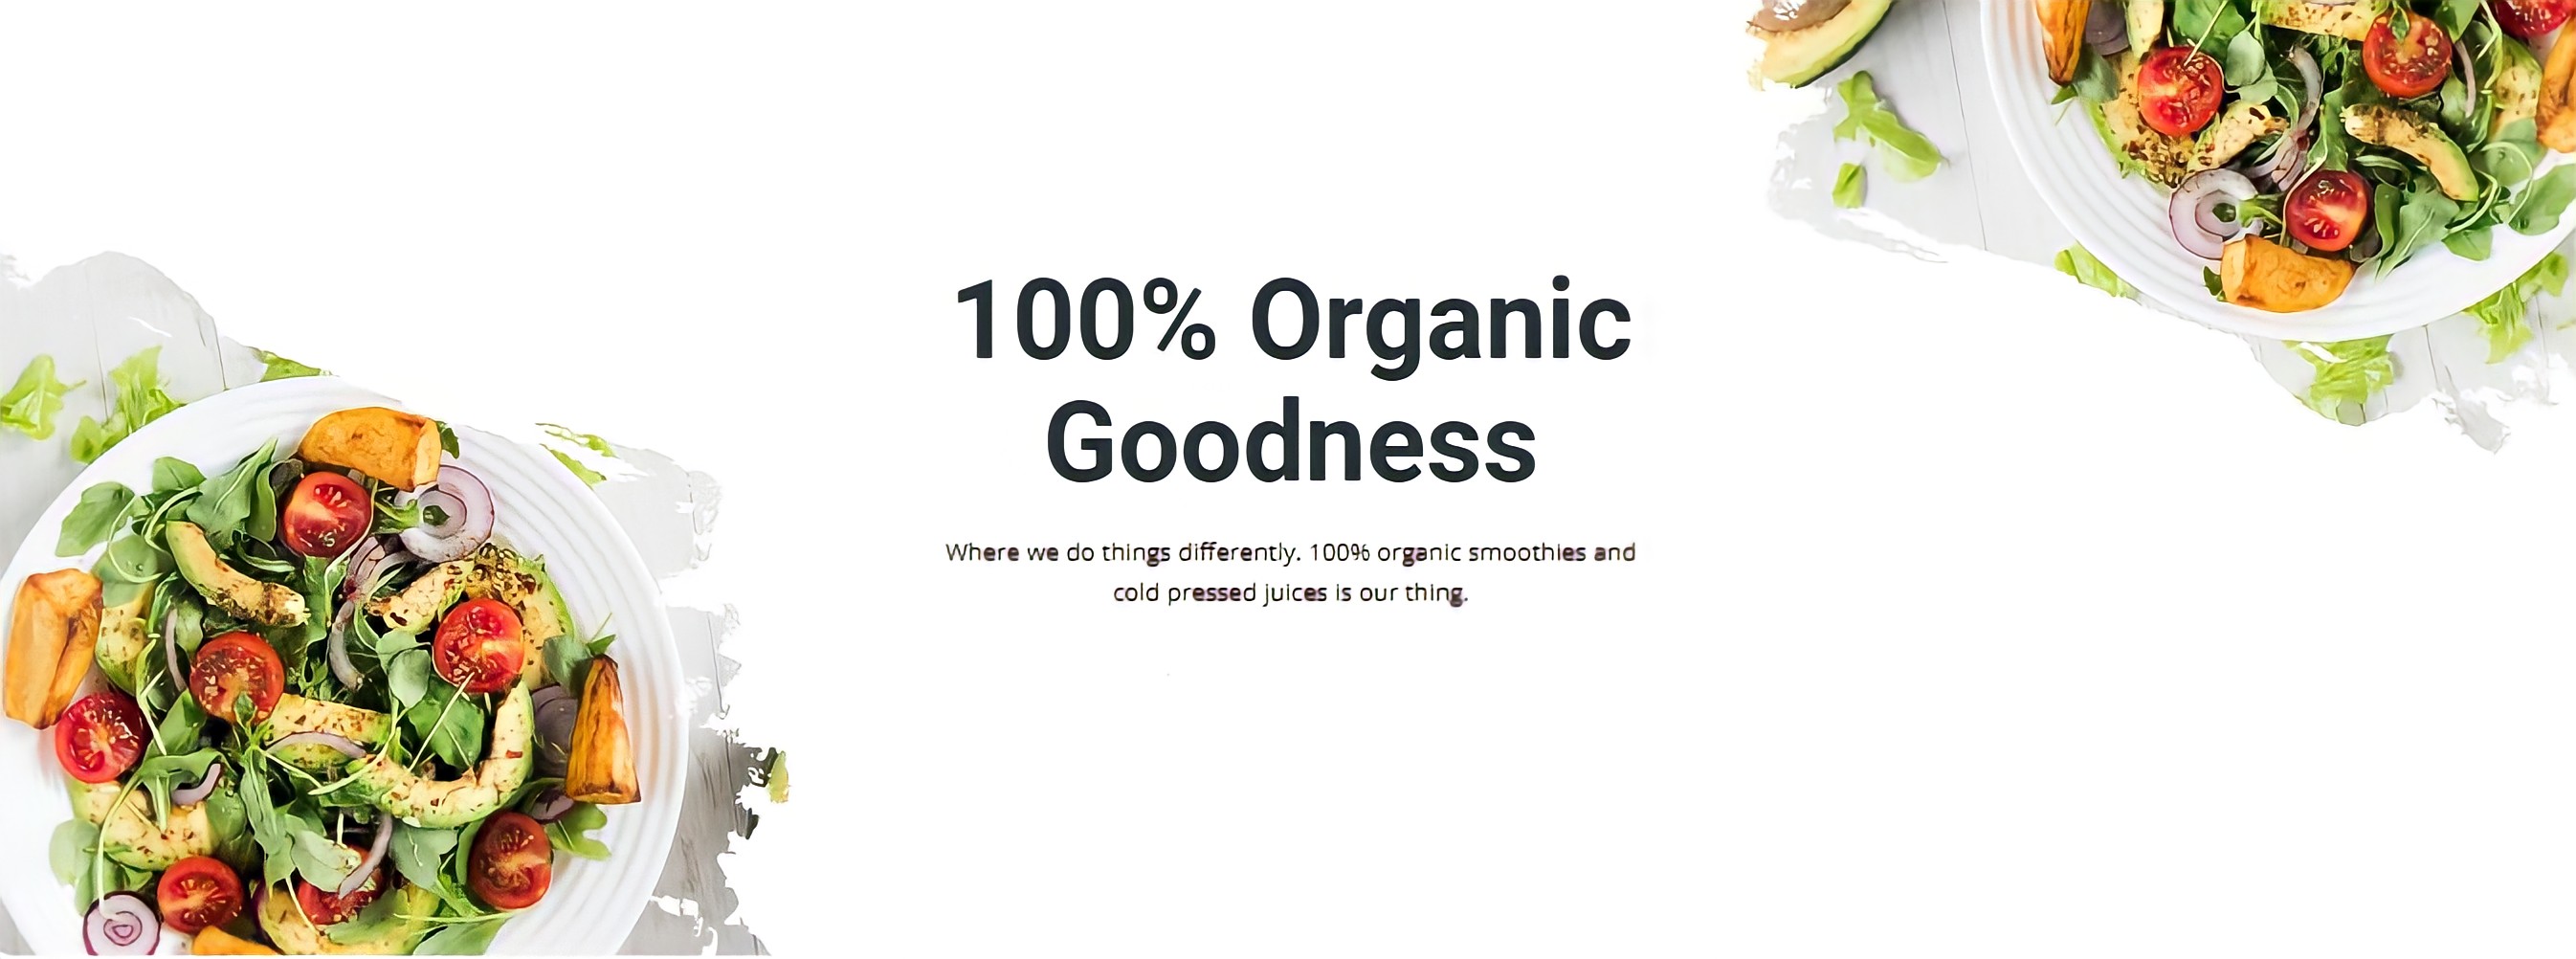 100% Organic
Goodness
Where we do things differently. 100% organic smoothies and
cold pressed juices is our thing.